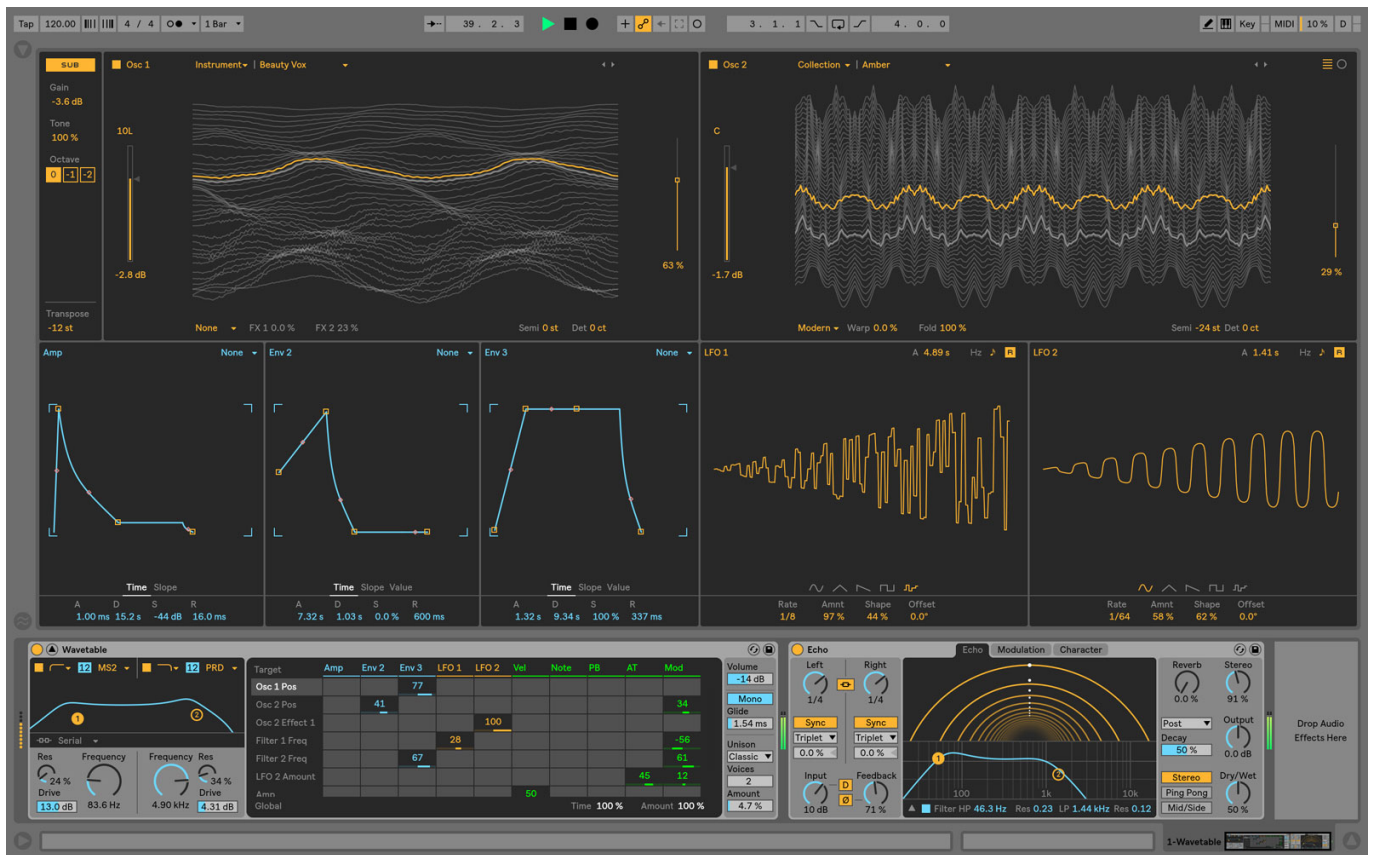 Tap 120.00 4 / 4 1 Bar 39 . 2 . 3 3 . 1 . 1 4 . 0 . 0 Key MIDI 10 % D
SUB
Gain
-3.6 dB
Tone
100 %
Octave
0 -1 -2
Transpose
-12 st
Osc 1 Instrument Beauty Vox
10L
-2.8 dB
63 %
None FX 1 0.0 % FX 2 23 % Semi 0 st Det 0 ct
Osc 2 Collection Amber
C
-1.7 dB
29 %
Modern Warp 0.0 % Fold 100 % Semi -24 st Det 0 ct
Amp None
Time Slope
A D S R
1.00 ms 15.2 s -44 dB 16.0 ms
Env 2 None
Time Slope Value
A D S R
7.32 s 1.03 s 0.0 % 600 ms
Env 3 None
Time Slope Value
A D S R
1.32 s 9.34 s 100 % 337 ms
LFO 1 A 4.89 s Hz R
Rate Amnt Shape Offset
1/8 97 % 44 % 0.0°
LFO 2 A 1.41 s Hz R
Rate Amnt Shape Offset
1/64 58 % 62 % 0.0°
Wavetable
12 MS2 12 PRD
1 2
Serial
Res Frequency Frequency Res
24 % 34 %
Drive Drive
13.0 dB 83.6 Hz 4.90 kHz 4.31 dB
Target Amp Env 2 Env 3 LFO 1 LFO 2 Vel Note PB AT Mod
Osc 1 Pos 77
Osc 2 Pos 41 34
Osc 2 Effect 1 100
Filter 1 Freq 28 -56
Filter 2 Freq 67 61
LFO 2 Amount 45 12
Amp 50
Global Time 100 % Amount 100 %
Volume
-14 dB
Mono
Glide
1.54 ms
Unison
Classic
Voices
2
Amount
4.7 %
Echo Echo Modulation Character
Left Right
1/4 1/4
Sync Sync
Triplet Triplet
0.0 % 0.0 %
Input D Feedback
Ø
10 dB 71 %
1 2
100 1k 10k
Filter HP 46.3 Hz Res 0.23 LP 1.44 kHz Res 0.12
Reverb Stereo
0.0 % 91 %
Post Output
Decay
50 % 0.0 dB
Stereo Dry/Wet
Ping Pong
Mid/Side 50 %
Drop Audio
Effects Here
1-Wavetable